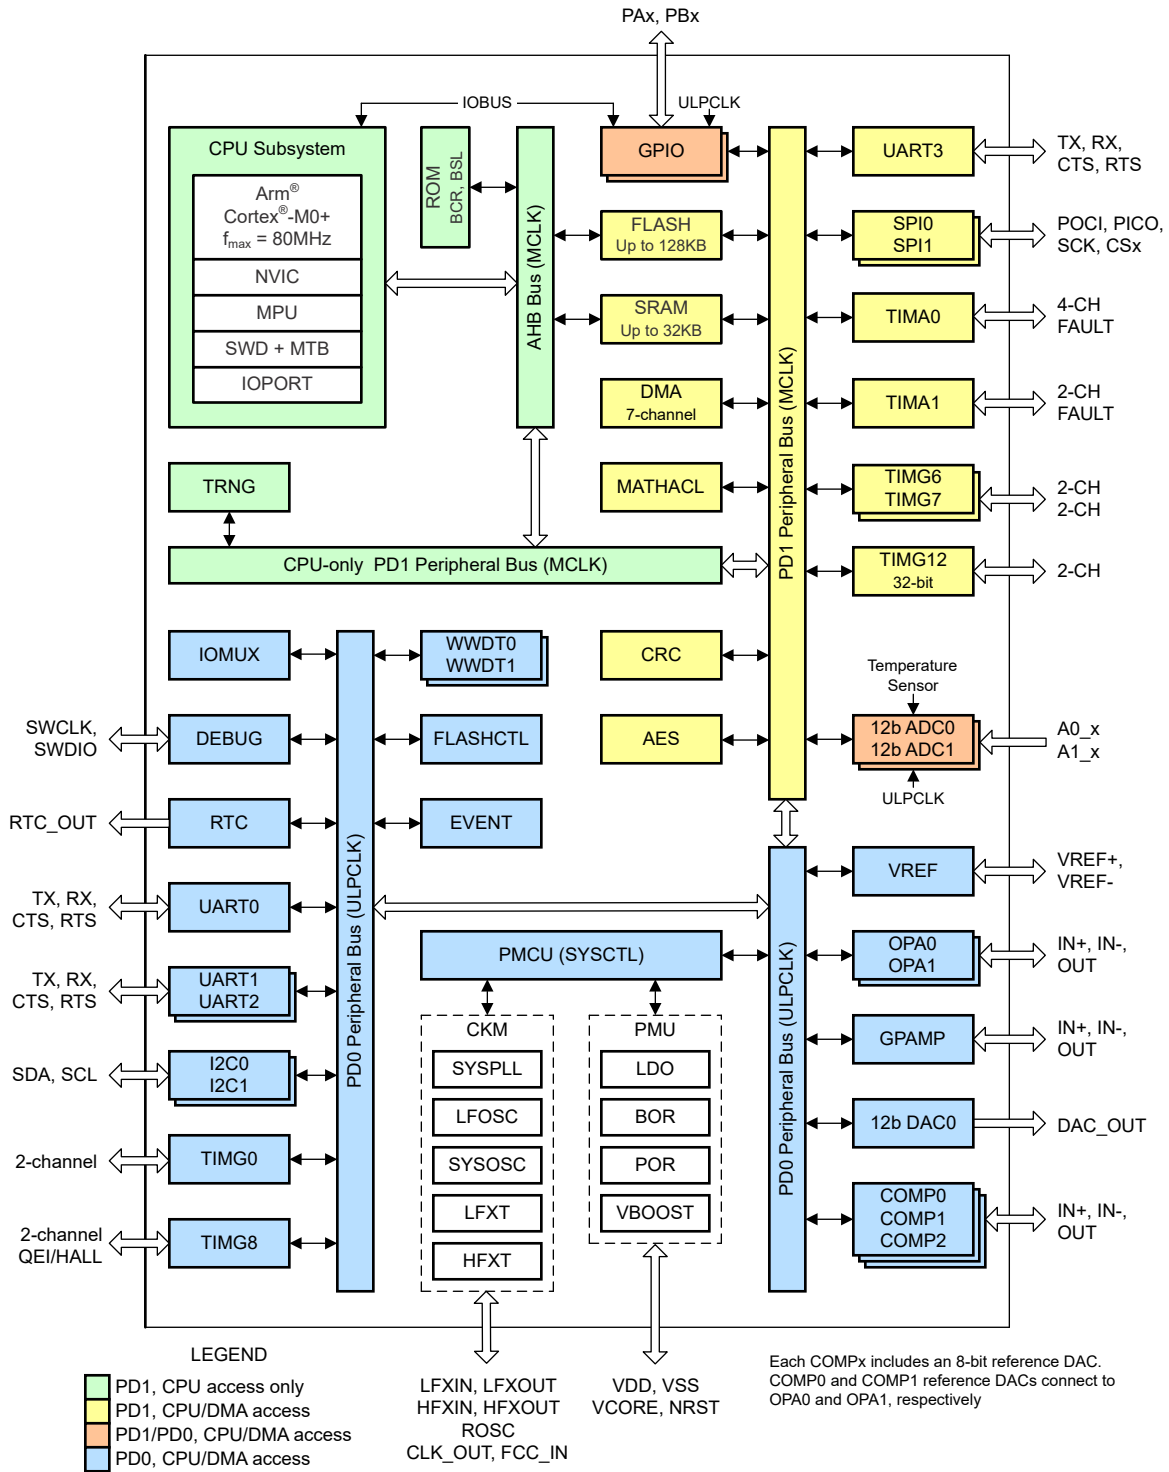 PAx, PBx
IOBUS
ULPCLK
CPU Subsystem
Arm®
Cortex®-M0+
fmax = 80MHz
NVIC
MPU
SWD + MTB
IOPORT
ROM
BCR, BSL
AHB Bus (MCLK)
GPIO
FLASH
Up to 128KB
SRAM
Up to 32KB
DMA
7-channel
MATHACL
PD1 Peripheral Bus (MCLK)
UART3
TX, RX,
CTS, RTS
SPI0
SPI1
POCI, PICO,
SCK, CSx
TIMA0
4-CH
FAULT
TIMA1
2-CH
FAULT
TIMG6
TIMG7
2-CH
2-CH
TIMG12
32-bit
2-CH
TRNG
CPU-only PD1 Peripheral Bus (MCLK)
CRC
AES
Temperature
Sensor
12b ADC0
12b ADC1
ULPCLK
A0_x
A1_x
IOMUX
WWDT0
WWDT1
SWCLK,
SWDIO
DEBUG
FLASHCTL
RTC_OUT
RTC
EVENT
TX, RX,
CTS, RTS
UART0
TX, RX,
CTS, RTS
UART1
UART2
SDA, SCL
I2C0
I2C1
2-channel
TIMG0
2-channel
QEI/HALL
TIMG8
PD0 Peripheral Bus (ULPCLK)
PMCU (SYSCTL)
CKM
SYSPLL
LFOSC
SYSOSC
LFXT
HFXT
PMU
LDO
BOR
POR
VBOOST
PD0 Peripheral Bus (ULPCLK)
VREF
VREF+,
VREF-
OPA0
OPA1
IN+, IN-,
OUT
GPAMP
IN+, IN-,
OUT
12b DAC0
DAC_OUT
COMP0
COMP1
COMP2
IN+, IN-,
OUT
LEGEND
PD1, CPU access only
PD1, CPU/DMA access
PD1/PD0, CPU/DMA access
PD0, CPU/DMA access
LFXIN, LFXOUT
HFXIN, HFXOUT
ROSC
CLK_OUT, FCC_IN
VDD, VSS
VCORE, NRST
Each COMPx includes an 8-bit reference DAC.
COMP0 and COMP1 reference DACs connect to
OPA0 and OPA1, respectively